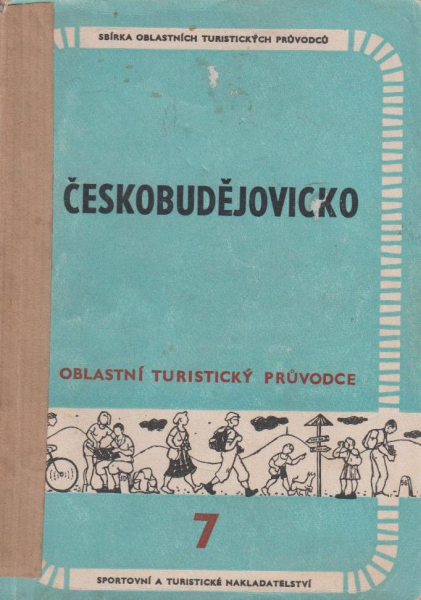 SBÍRKA OBLASTNÍCH TURISTICKÝCH PRŮVODCŮ
ČESKOBUDĚJOVICKO
OBLASTNÍ TURISTICKÝ PRŮVODCE
7
SPORTOVNÍ A TURISTICKÉ NAKLADATELSTVÍ